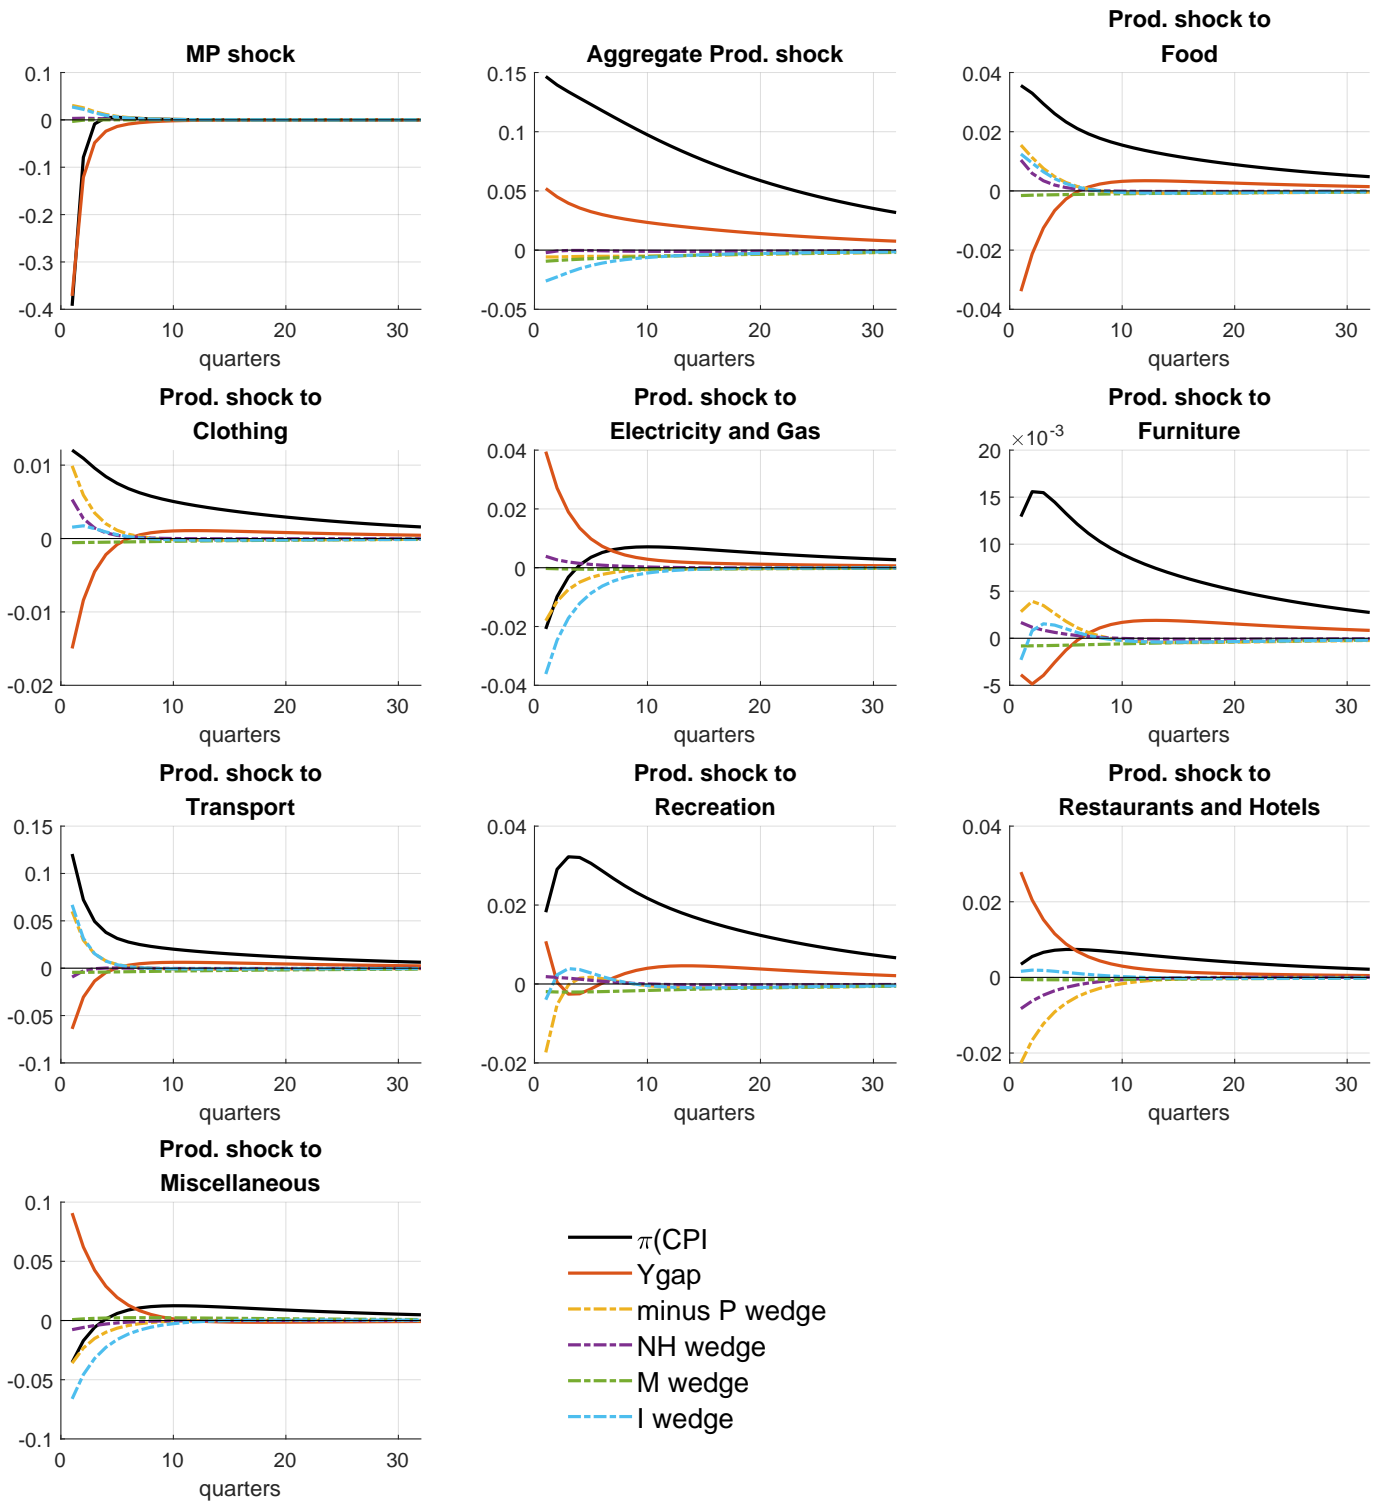 MP shock
0.1
0
-0.1
-0.2
-0.3
-0.4
0 10 20 30
quarters
Aggregate Prod. shock
0.15
0.1
0.05
0
-0.05
0 10 20 30
quarters
Prod. shock to
Food
0.04
0.02
0
-0.02
-0.04
0 10 20 30
quarters
Prod. shock to
Clothing
0.01
0
-0.01
-0.02
0 10 20 30
quarters
Prod. shock to
Electricity and Gas
0.04
0.02
0
-0.02
-0.04
0 10 20 30
quarters
Prod. shock to
Furniture
×10⁻³
20
15
10
5
0
-5
0 10 20 30
quarters
Prod. shock to
Transport
0.15
0.1
0.05
0
-0.05
-0.1
0 10 20 30
quarters
Prod. shock to
Recreation
0.04
0.02
0
-0.02
0 10 20 30
quarters
Prod. shock to
Restaurants and Hotels
0.04
0.02
0
-0.02
0 10 20 30
quarters
Prod. shock to
Miscellaneous
0.1
0.05
0
-0.05
-0.1
0 10 20 30
quarters
π(CPI
Ygap
minus P wedge
NH wedge
M wedge
I wedge